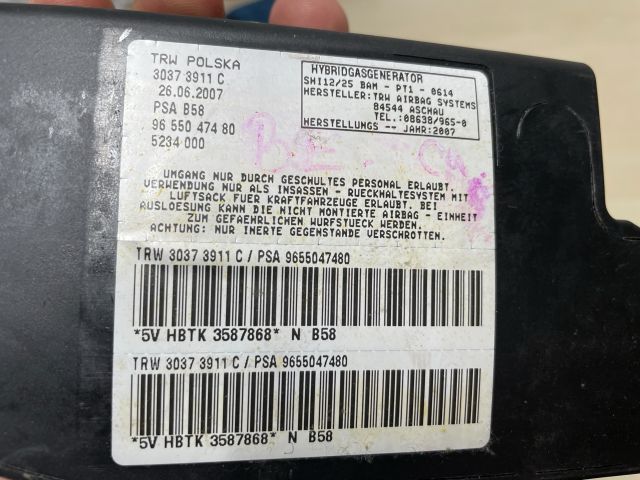 TRW POLSKA
3037 3911 C
26.06.2007
PSA B58
96 550 474 80
5234 000
HYBRIDGASGENERATOR
SHI12/25 BAM - PT1 - 0614
HERSTELLER:TRW AIRBAG SYSTEMS
84544 ASCHAU
TEL.:08638/965-0
HERSTELLUNGS -- JAHR:2007
UMGANG NUR DURCH GESCHULTES PERSONAL ERLAUBT.
VERWENDUNG NUR ALS INSASSEN - RUECKHALTESYSTEM MIT
LUFTSACK FUER KRAFTFAHRZEUGE ERLAUBT. BEI
AUSLOESUNG KANN DIE NICHT MONTIERTE AIRBAG - EINHEIT
ZUM GEFAEHRLICHEN WURFSTUECK WERDEN.
ACHTUNG: NUR INERTE GEGENSTANDE VERSCHROTTEN.
TRW 3037 3911 C / PSA 9655047480
*5V HBTK 3587868* N B58
TRW 3037 3911 C / PSA 9655047480
*5V HBTK 3587868* N B58